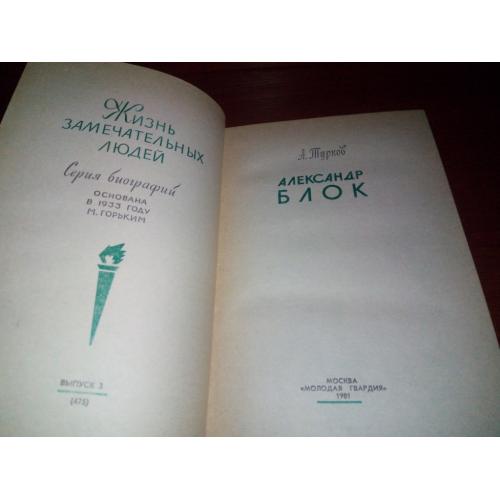 Жизнь
ЗАМЕЧАТЕЛЬНЫХ
ЛЮДЕЙ
Серия биографий
ОСНОВАНА
В 1933 ГОДУ
М. ГОРЬКИМ
ВЫПУСК 3
(475)
А. Турков
АЛЕКСАНДР
БЛОК
МОСКВА
«МОЛОДАЯ ГВАРДИЯ»
1981